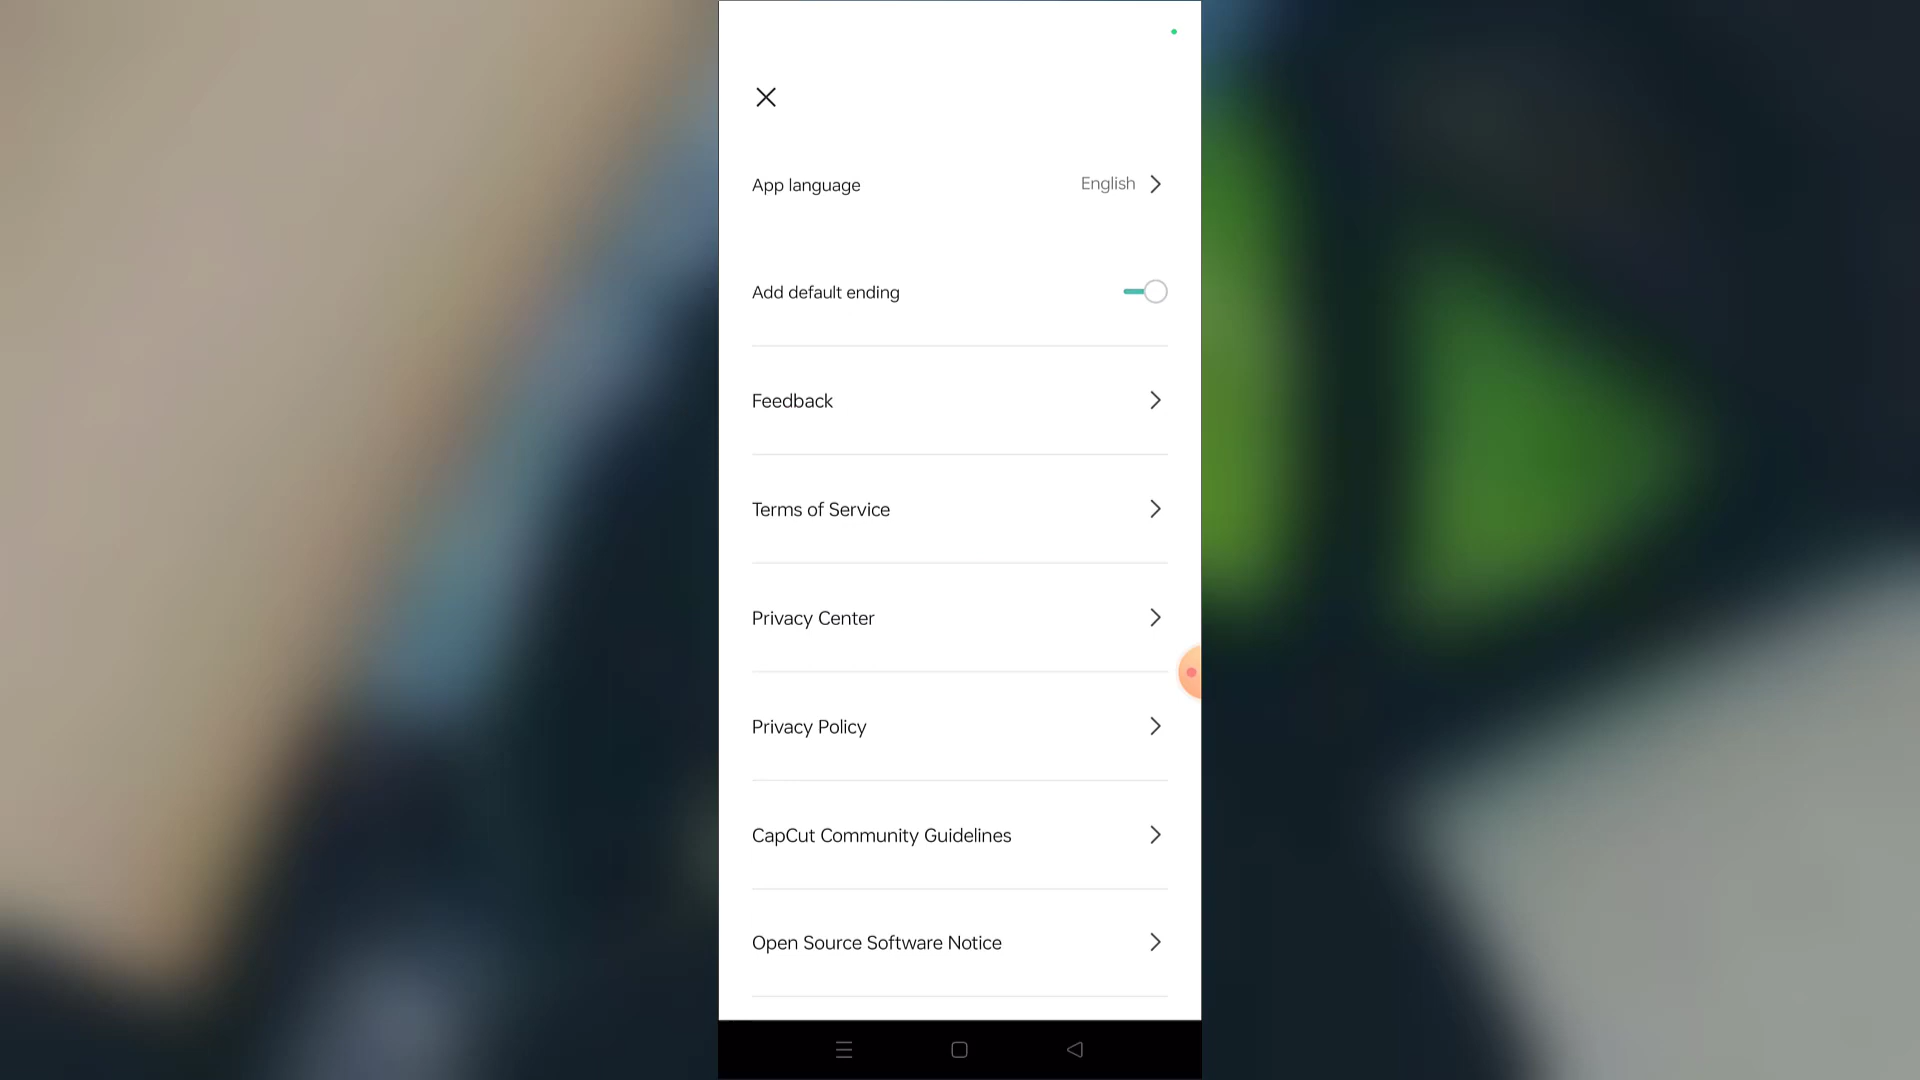 App language English
Add default ending
Feedback
Terms of Service
Privacy Center
Privacy Policy
CapCut Community Guidelines
Open Source Software Notice